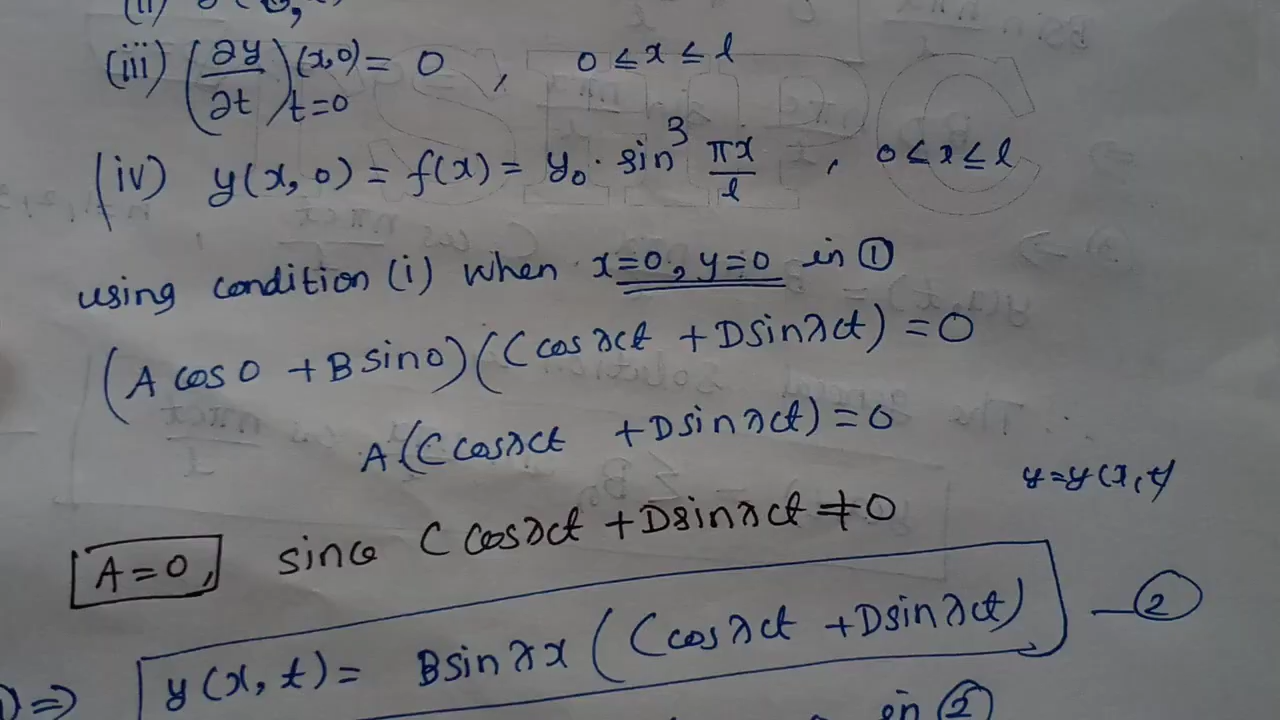 (iii) (∂y/∂t)(x,0) t=0 = 0 , 0 ≤ x ≤ l
(iv) y(x, 0) = f(x) = y₀ · sin³ πx/l , 0 < x ≤ l
using condition (i) when x=0, y=0 in ①
(A cos 0 + B sin 0)(C cos λct + D sin λct) = 0
A(C cos λct + D sin λct) = 0
y = y(x, t)
A = 0, since C cos λct + D sin λct ≠ 0
⇒ y(x, t) = B sin λx (C cos λct + D sin λct) — ②
in ②